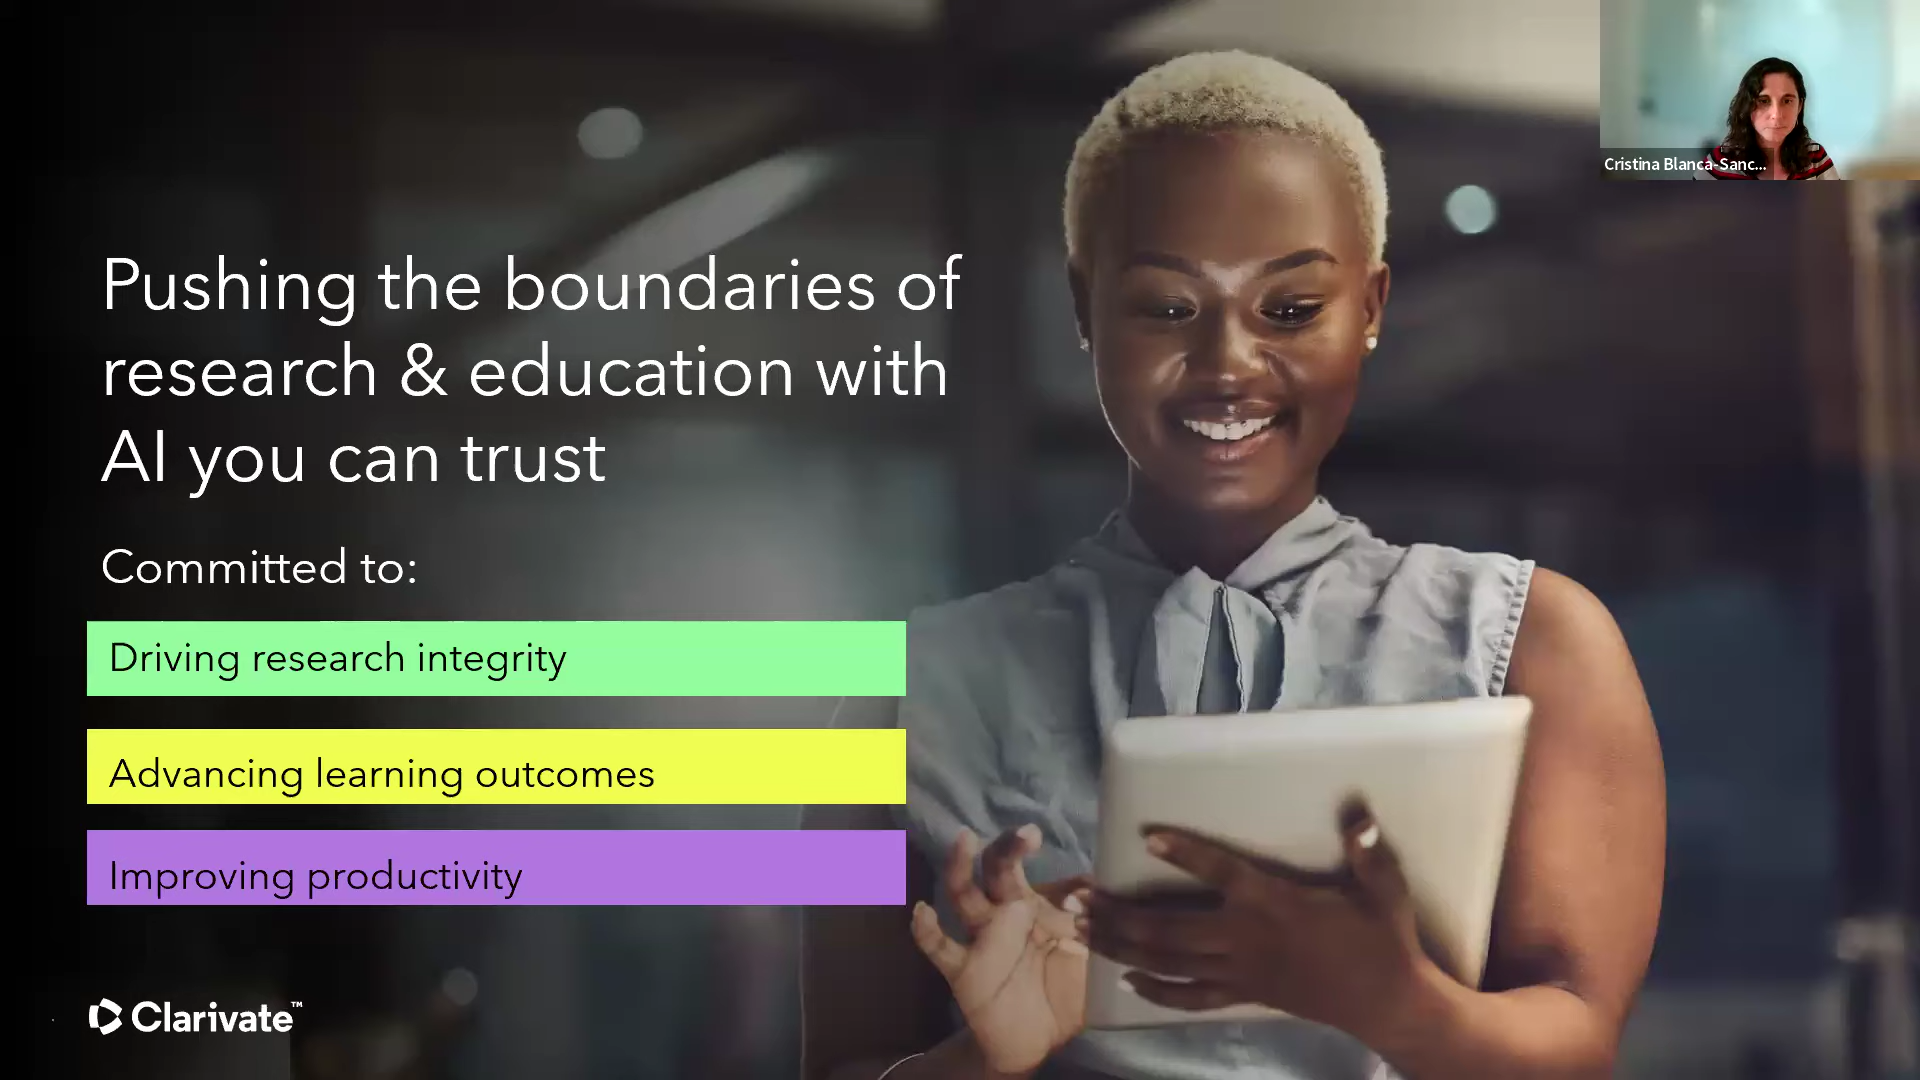 Cristina Blanca-Sanc...
Pushing the boundaries of
research & education with
AI you can trust
Committed to:
Driving research integrity
Advancing learning outcomes
Improving productivity
Clarivate™